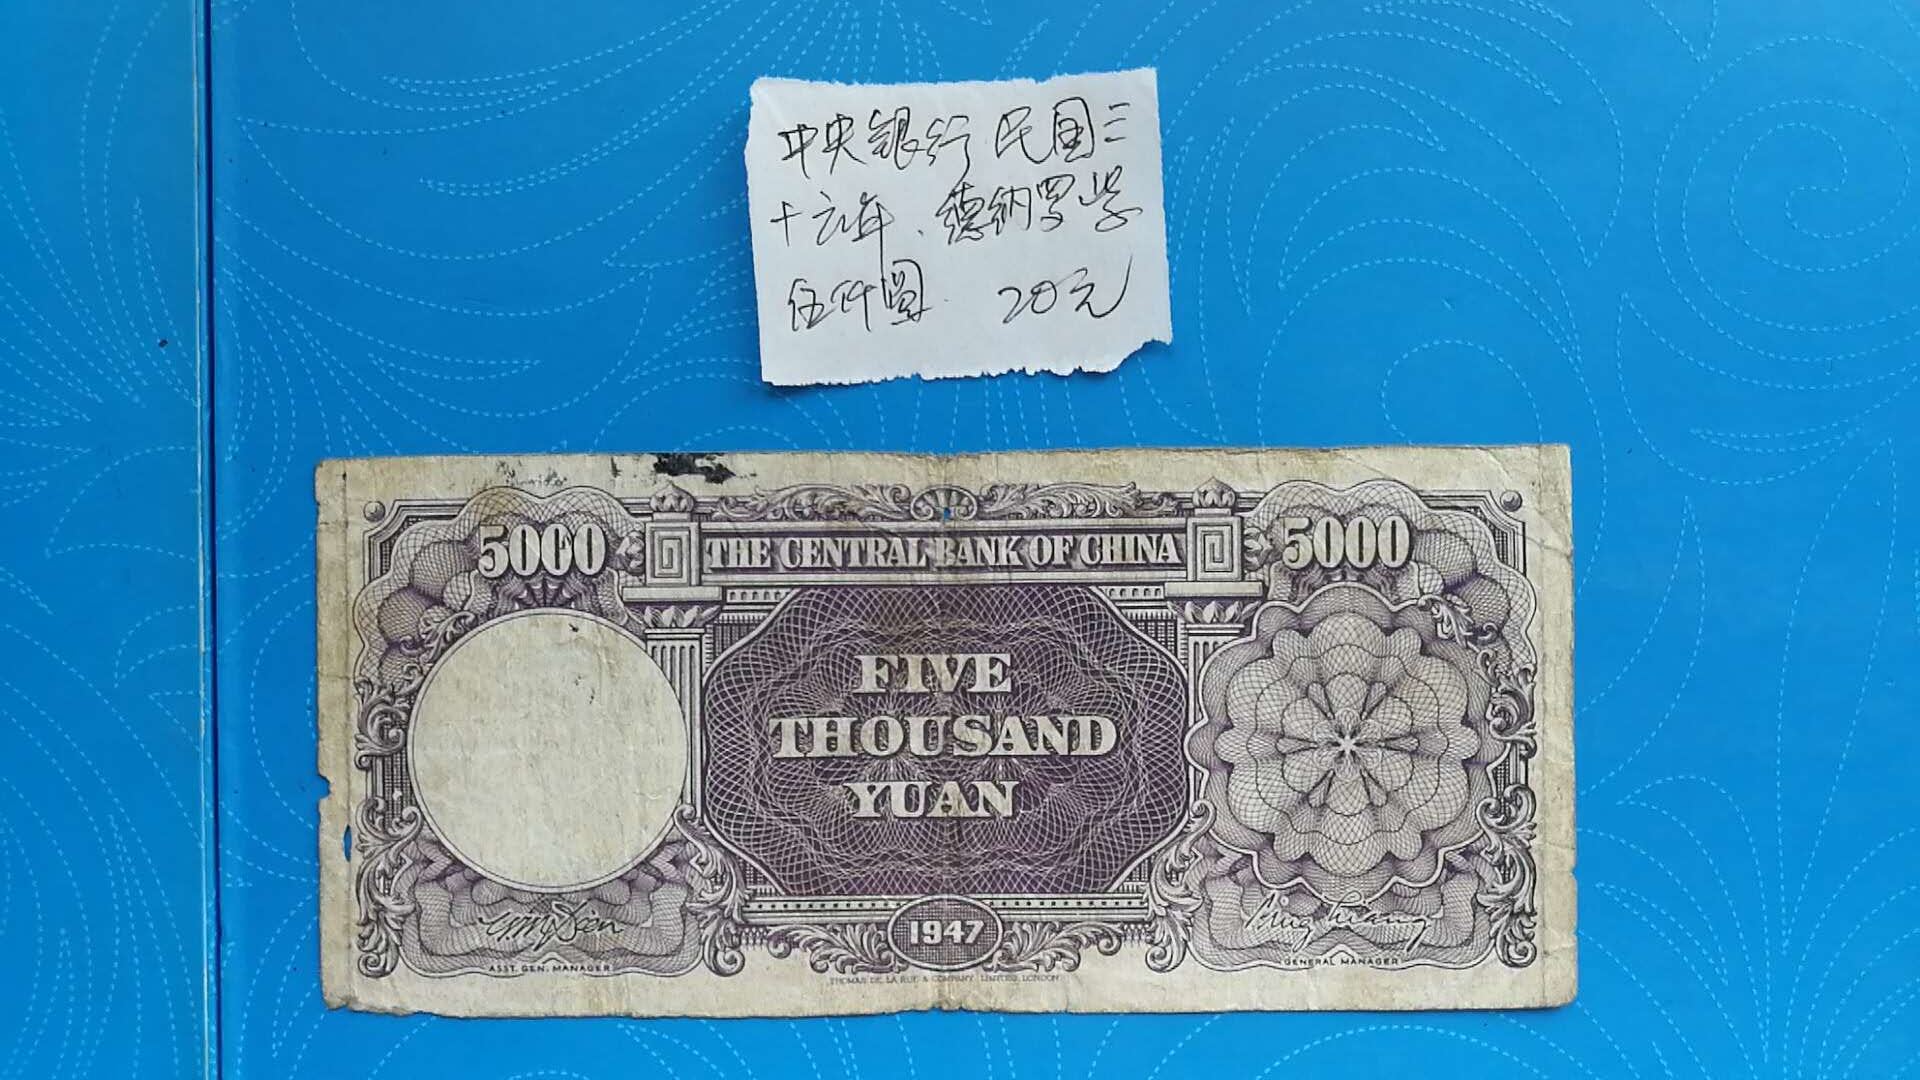 中央银行 民国三
十六年、德纳罗版
伍仟圆 20元
5000
THE CENTRAL BANK OF CHINA
5000
FIVE
THOUSAND
YUAN
1947
ASST. GEN. MANAGER
GENERAL MANAGER
THOMAS DE LA RUE & COMPANY LIMITED, LONDON